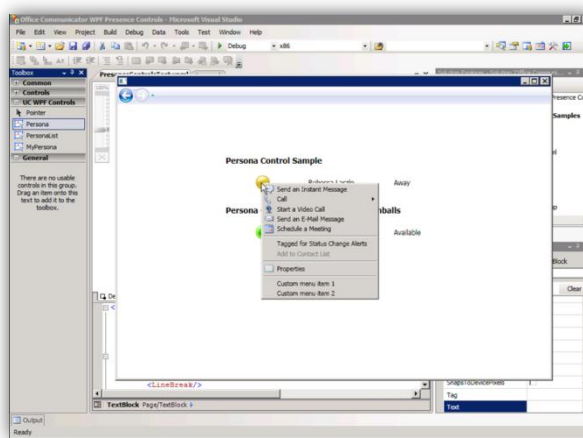 Office Communicator WPF Presence Controls - Microsoft Visual Studio
File Edit View Project Build Debug Data Tools Test Window Help
Debug x86
Toolbox
Common
Controls
UC WPF Controls
Pointer
Persona
PersonaList
MyPersona
General
There are no usable
controls in this group.
Drag an item onto this
text to add it to the
toolbox.
Persona Control Sample
Away
Send an Instant Message
Call
Start a Video Call
Send an E-Mail Message
Schedule a Meeting
Tagged for Status Change Alerts
Add to Contact List
Properties
Custom menu item 1
Custom menu item 2
Persona
Available
Samples
Block
Clear
<LineBreak/>
TextBlock Page/TextBlock
SnapsToDevicePixels
Tag
Text
Output
Ready